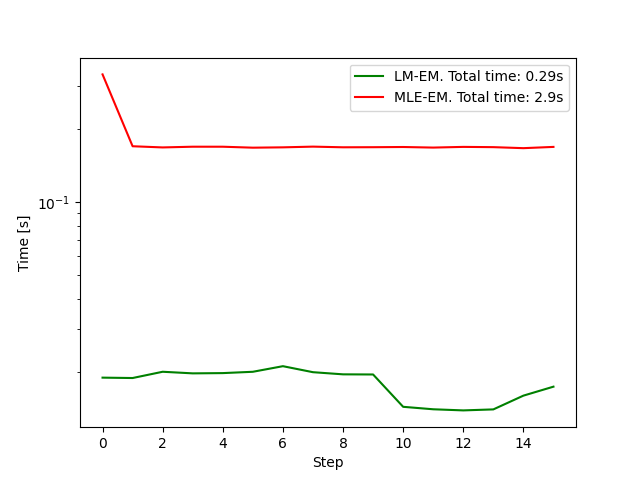 LM-EM. Total time: 0.29s
MLE-EM. Total time: 2.9s
Time [s]
10⁻¹
0 2 4 6 8 10 12 14
Step